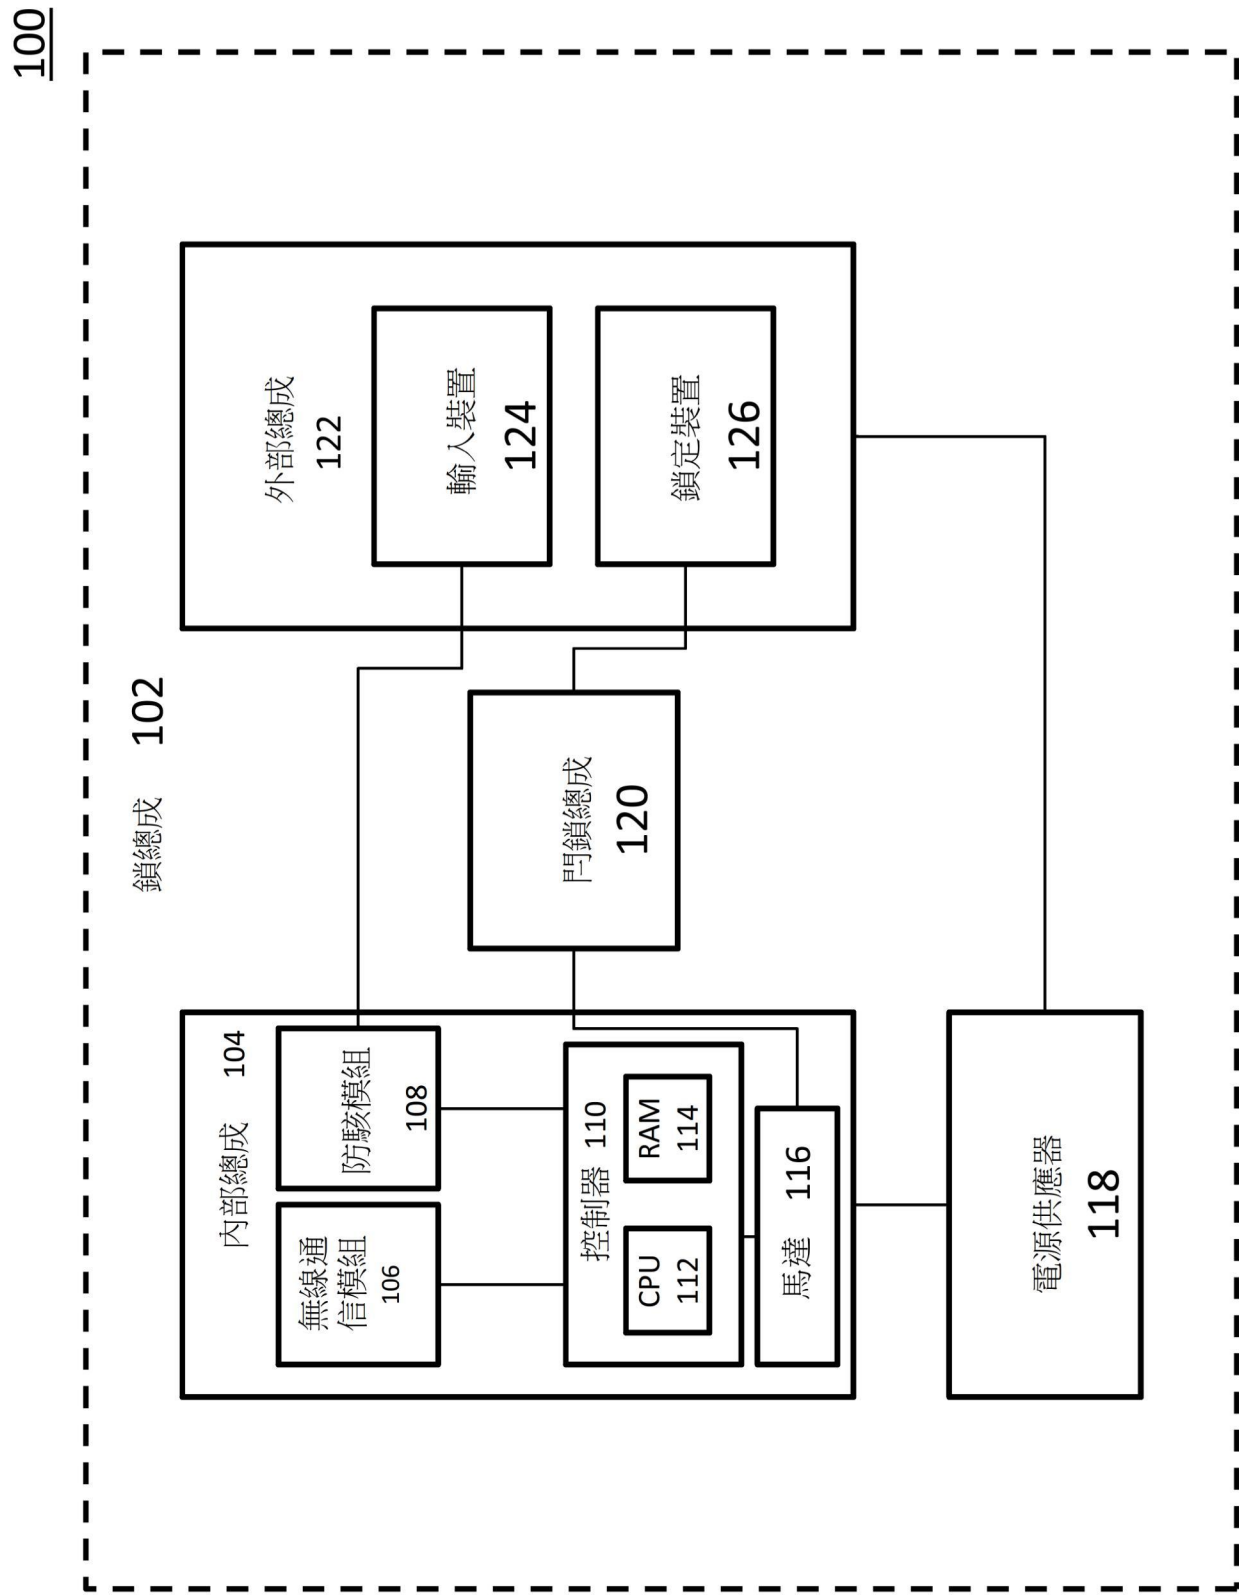 100
鎖總成 102
內部總成 104
無線通
信模組
106
防駭模組
108
控制器 110
CPU
112
RAM
114
馬達 116
電源供應器
118
閂鎖總成
120
外部總成
122
輸入裝置
124
鎖定裝置
126